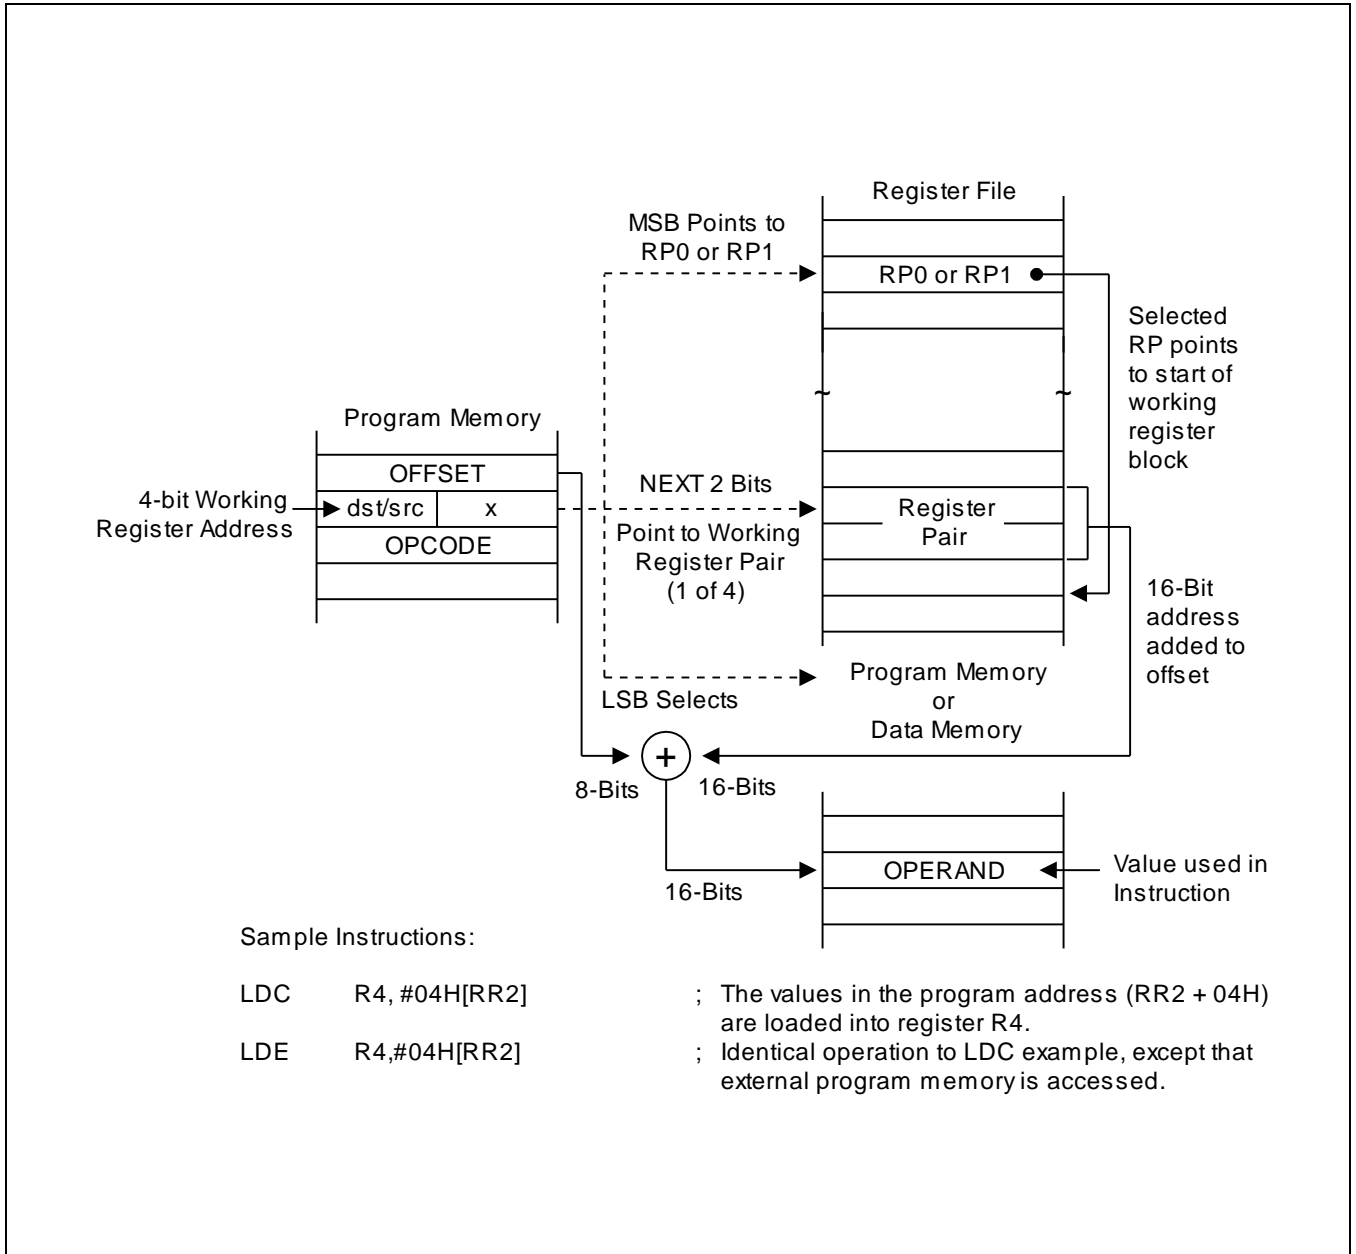 Register File
MSB Points to
RP0 or RP1
RP0 or RP1
Selected
RP points
to start of
working
register
block
~
~
Program Memory
OFFSET
4-bit Working
Register Address
dst/src
x
OPCODE
NEXT 2 Bits
Point to Working
Register Pair
(1 of 4)
Register
Pair
16-Bit
address
added to
offset
LSB Selects
Program Memory
or
Data Memory
+
8-Bits
16-Bits
16-Bits
OPERAND
Value used in
Instruction
Sample Instructions:
LDC R4, #04H[RR2] ; The values in the program address (RR2 + 04H)
are loaded into register R4.
LDE R4,#04H[RR2] ; Identical operation to LDC example, except that
external program memory is accessed.